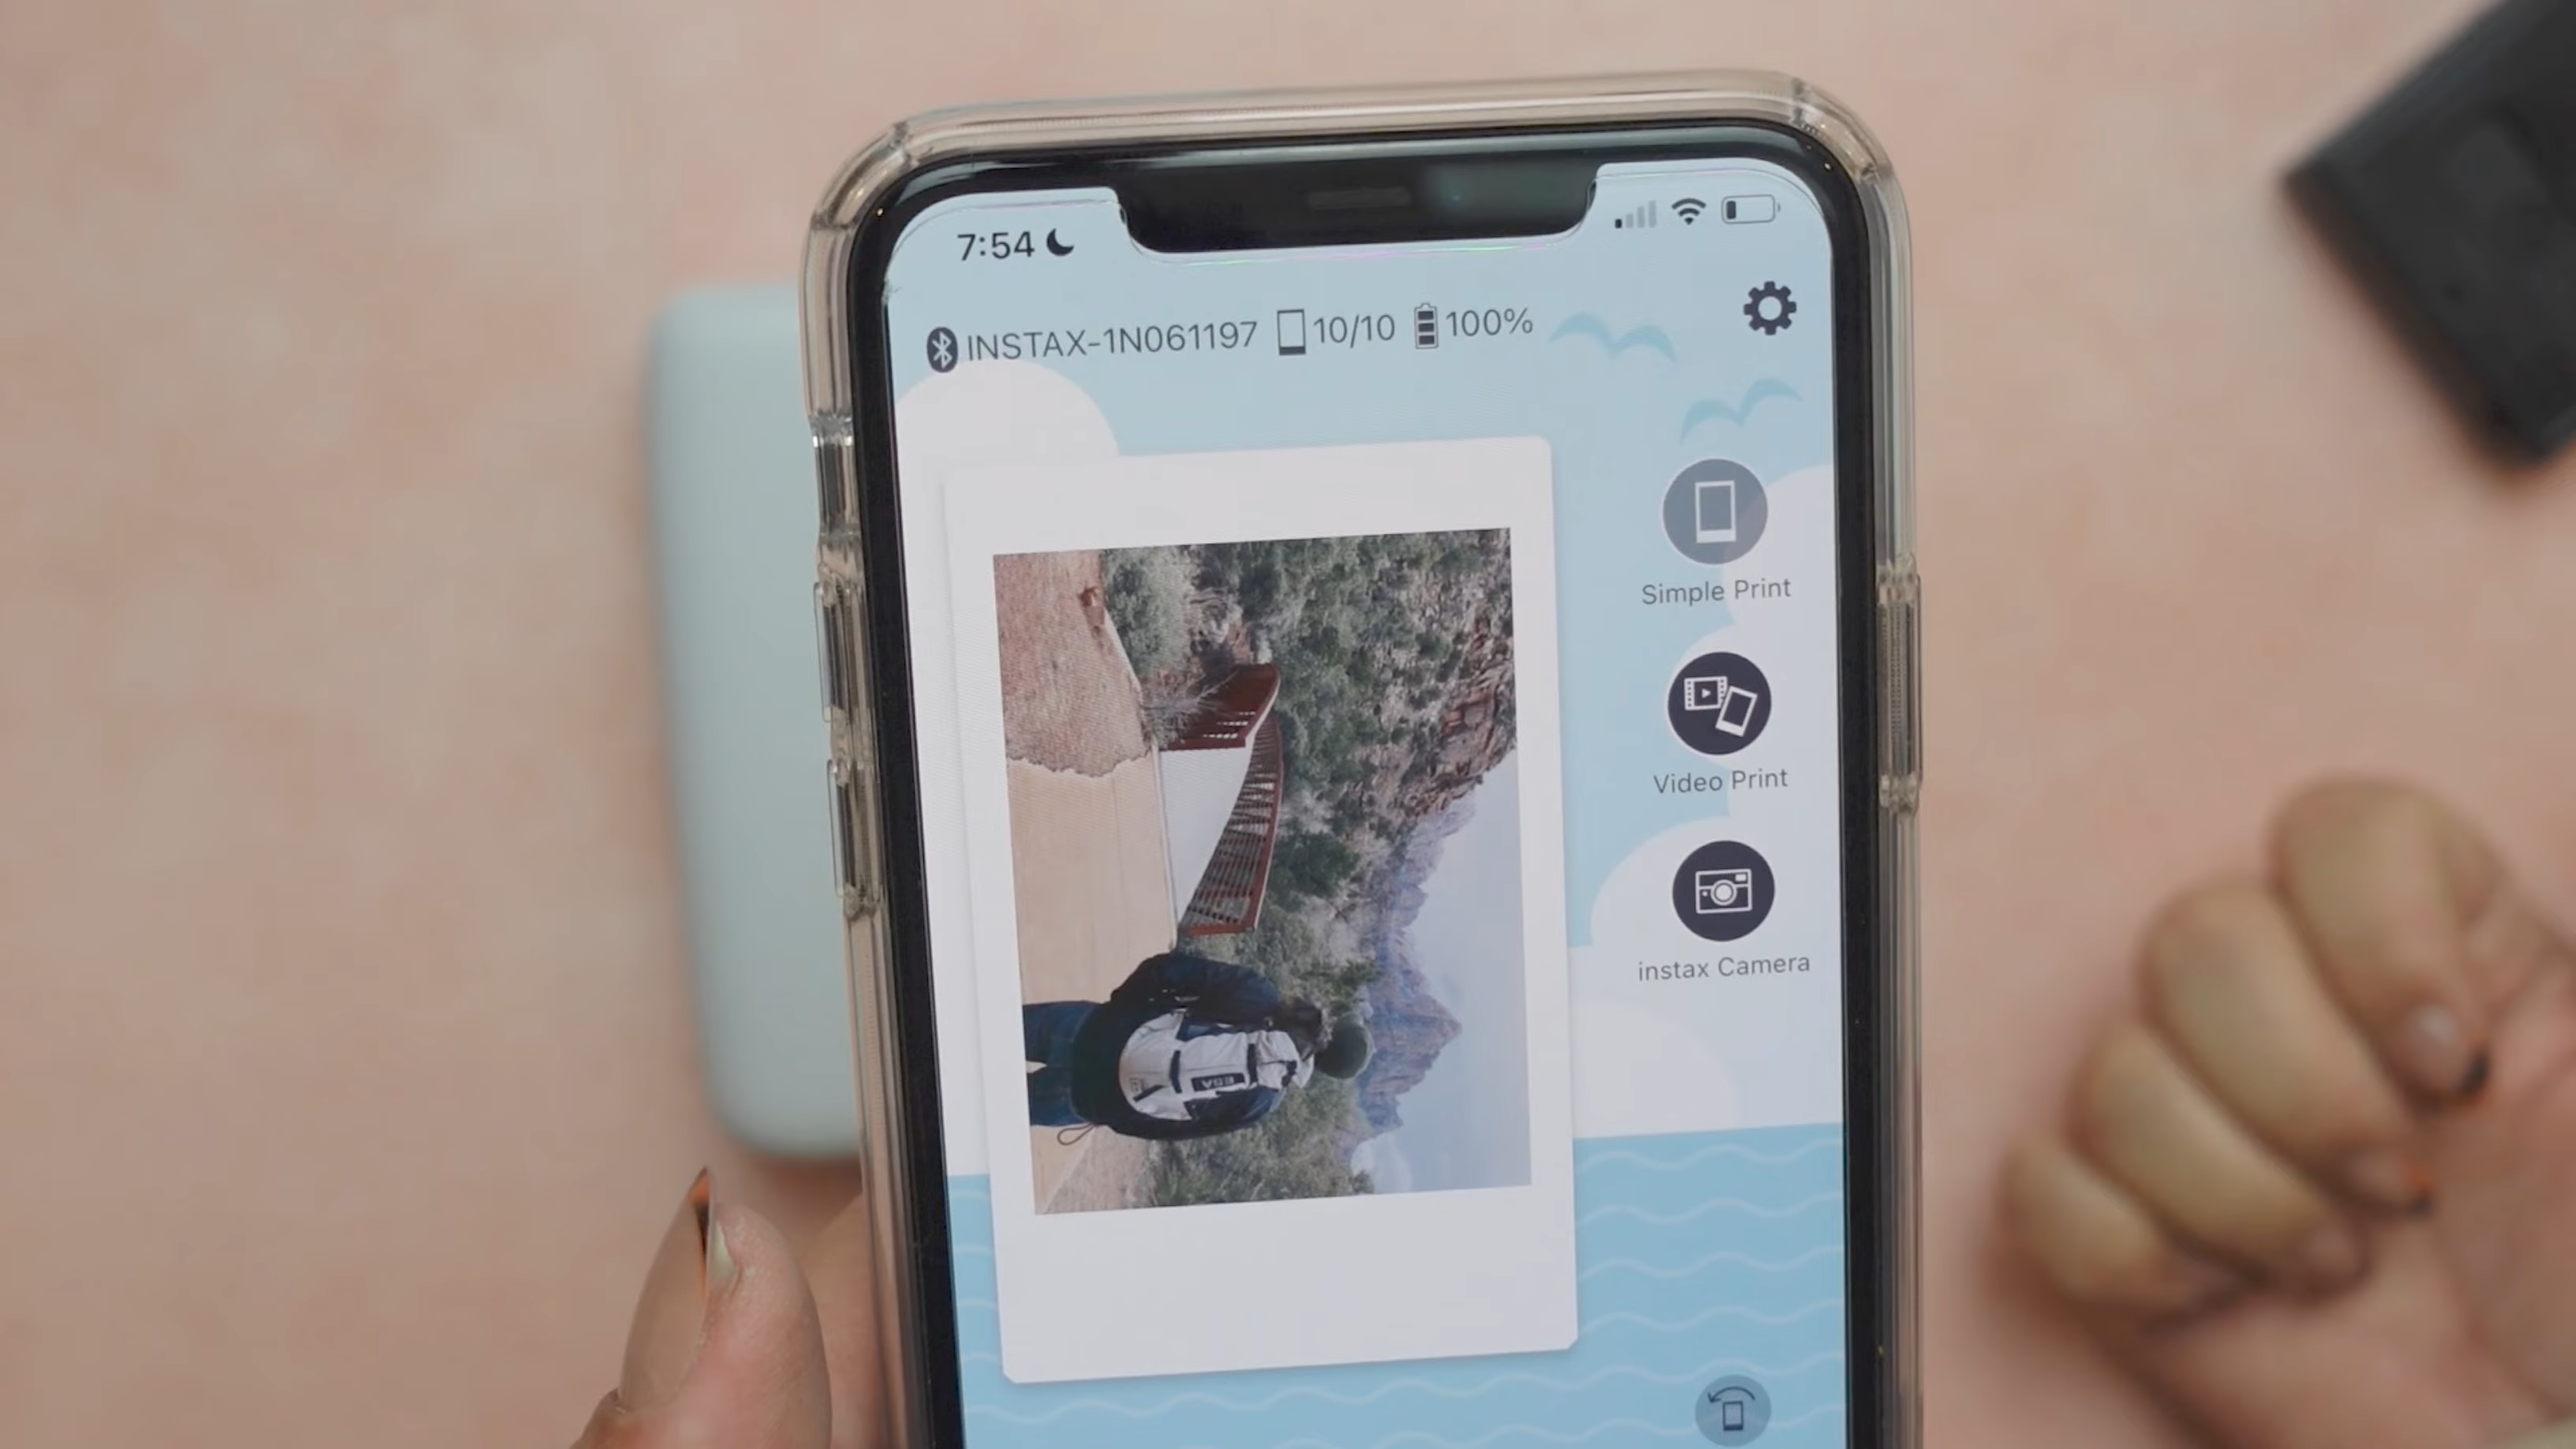 7:54
INSTAX-1N061197 10/10 100%
Simple Print
Video Print
instax Camera